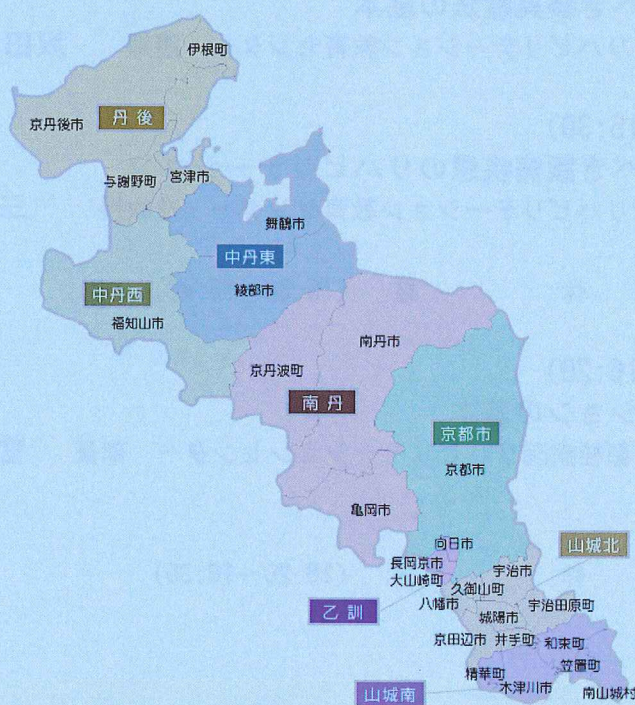 伊根町
丹後
京丹後市
与謝野町
宮津市
舞鶴市
中丹東
綾部市
中丹西
福知山市
南丹市
京丹波町
南丹
京都市
京都市
亀岡市
向日市
山城北
長岡京市
宇治市
大山崎町
久御山町
八幡市
宇治田原町
乙訓
城陽市
京田辺市
井手町
和束町
笠置町
精華町
木津川市
山城南
南山城村